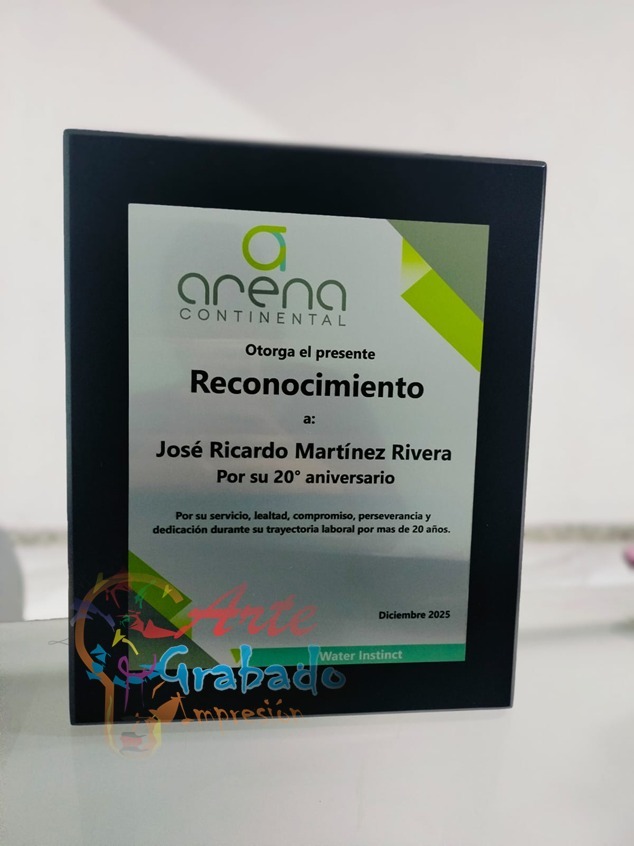 arena
CONTINENTAL
Otorga el presente
Reconocimiento
a:
José Ricardo Martínez Rivera
Por su 20° aniversario
Por su servicio, lealtad, compromiso, perseverancia y
dedicación durante su trayectoria laboral por mas de 20 años.
Diciembre 2025
Water Instinct
Arte
Grabado
Impresión